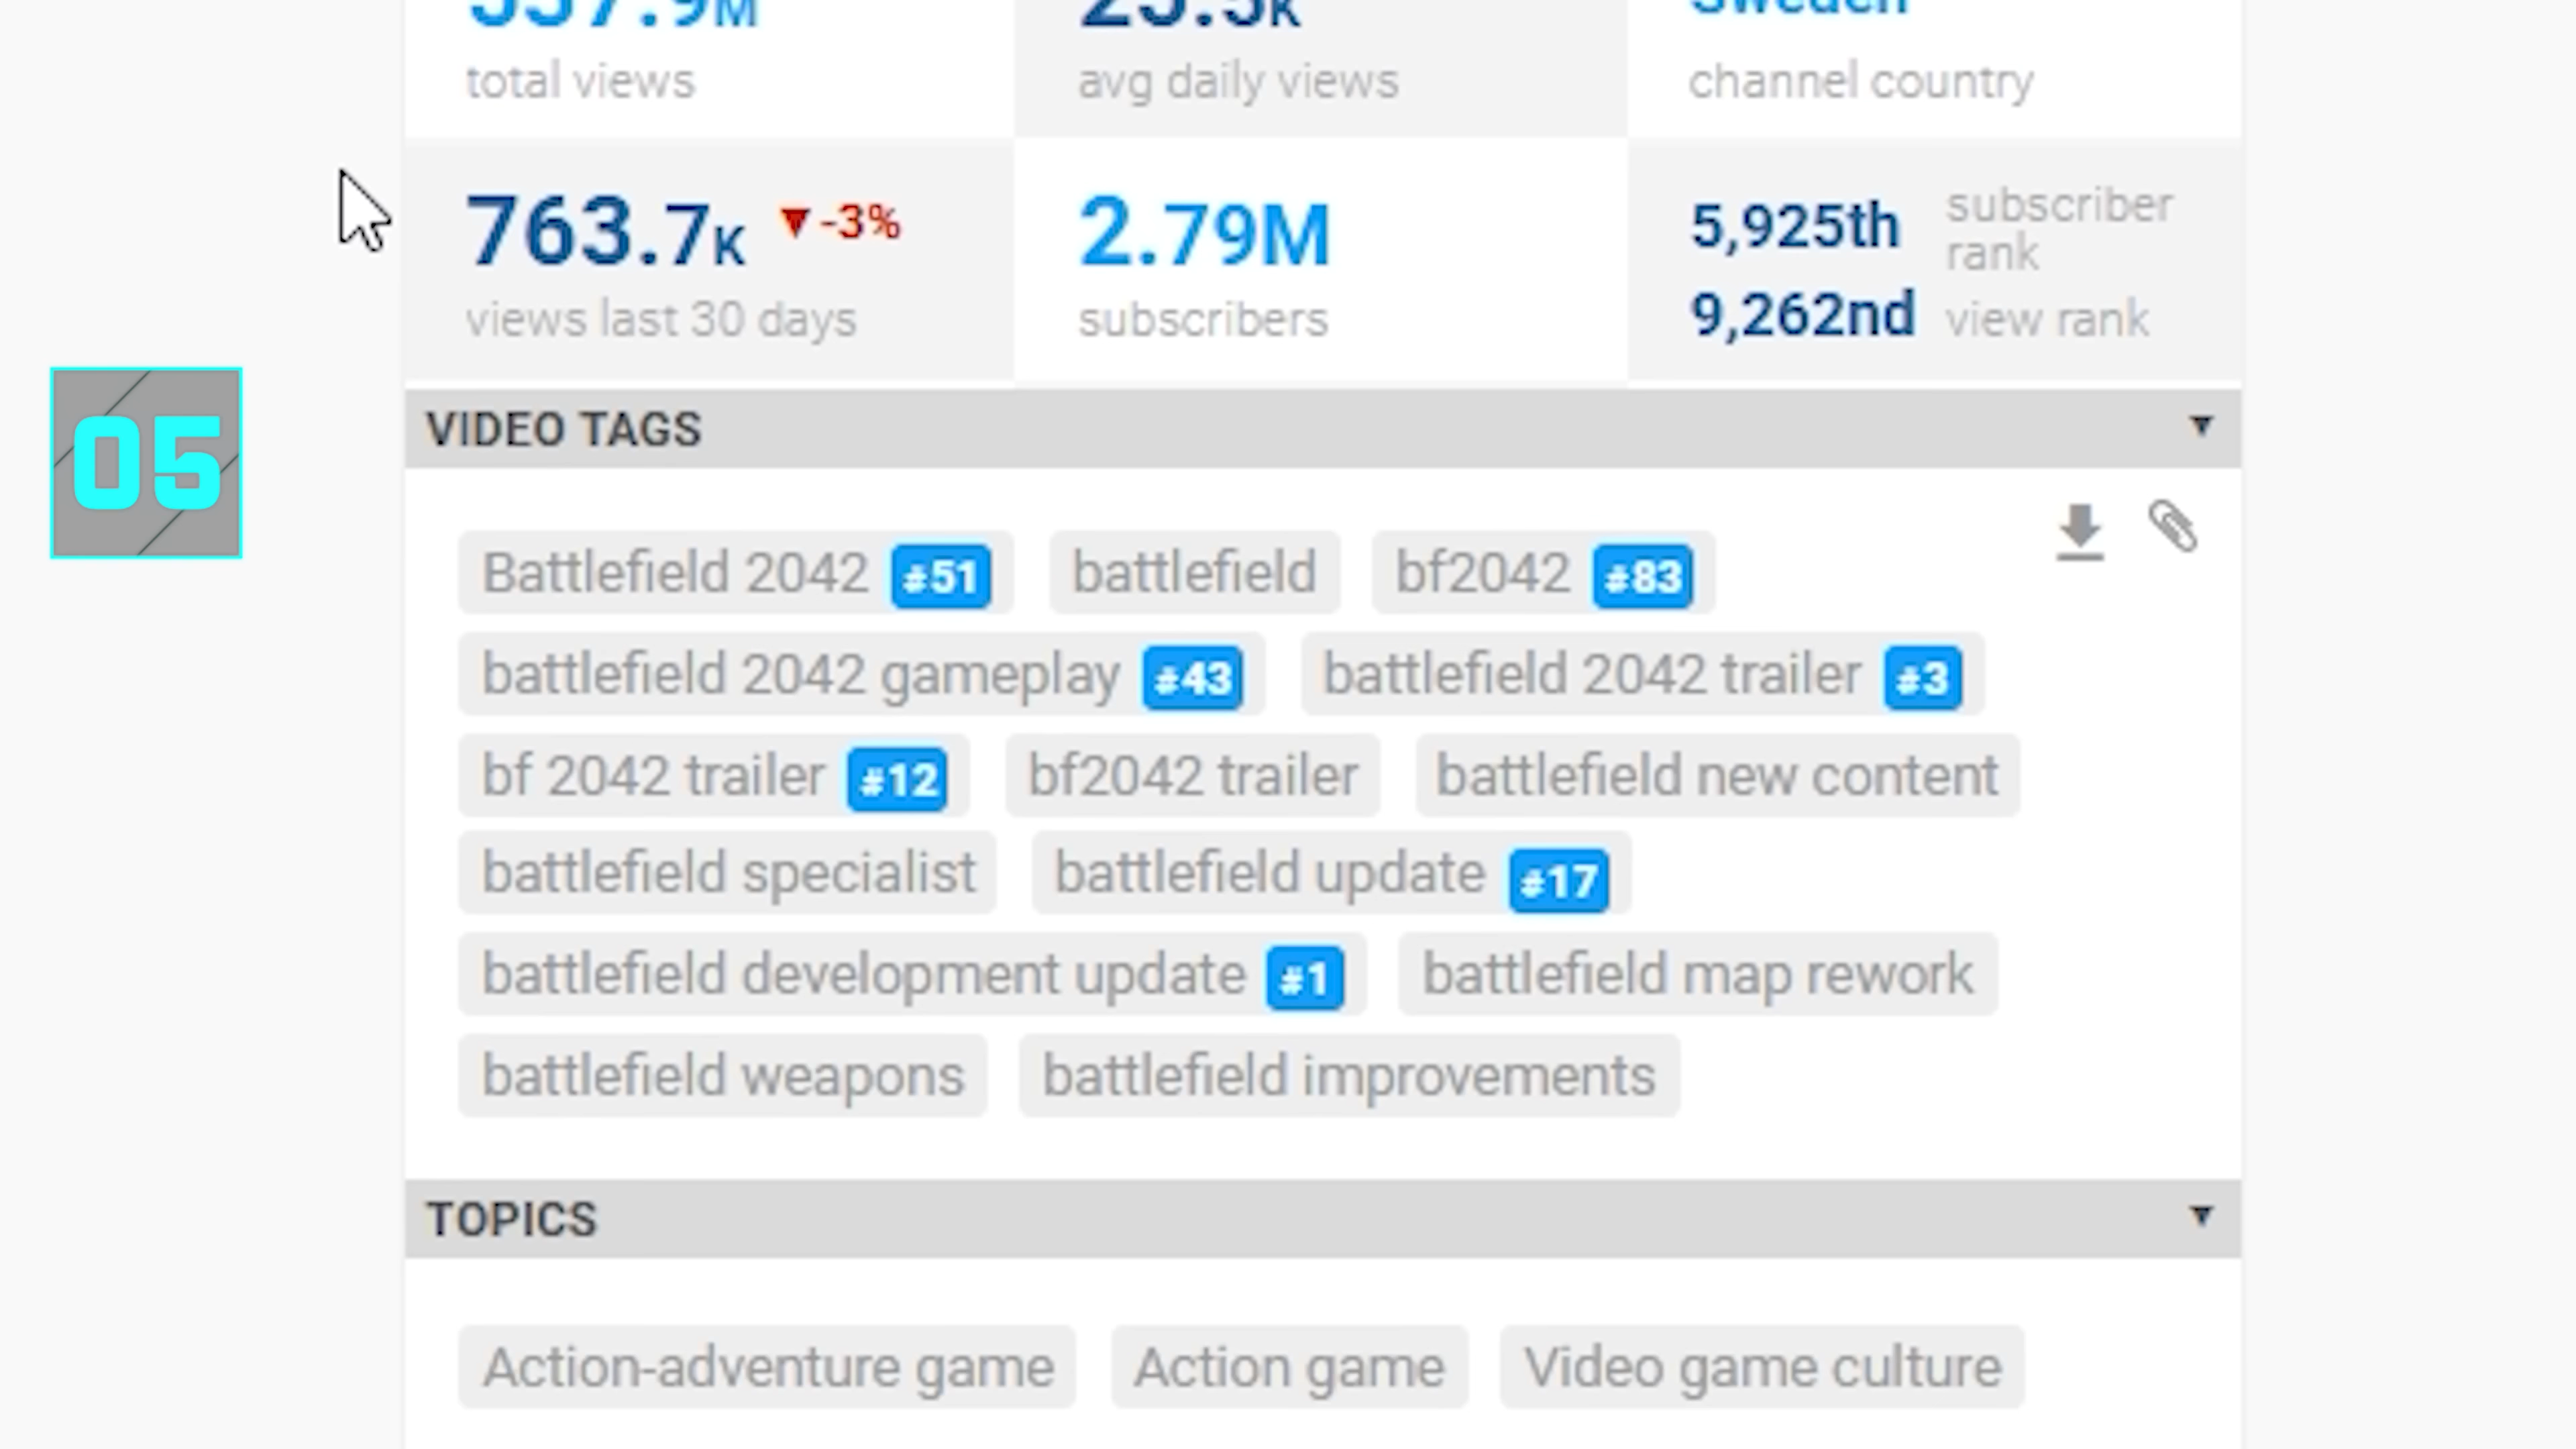 total views
avg daily views
channel country
763.7K ▼-3%
views last 30 days
2.79M
subscribers
5,925th subscriber rank
9,262nd view rank
05
VIDEO TAGS
Battlefield 2042 #51 battlefield bf2042 #83
battlefield 2042 gameplay #43 battlefield 2042 trailer #3
bf 2042 trailer #12 bf2042 trailer battlefield new content
battlefield specialist battlefield update #17
battlefield development update #1 battlefield map rework
battlefield weapons battlefield improvements
TOPICS
Action-adventure game Action game Video game culture